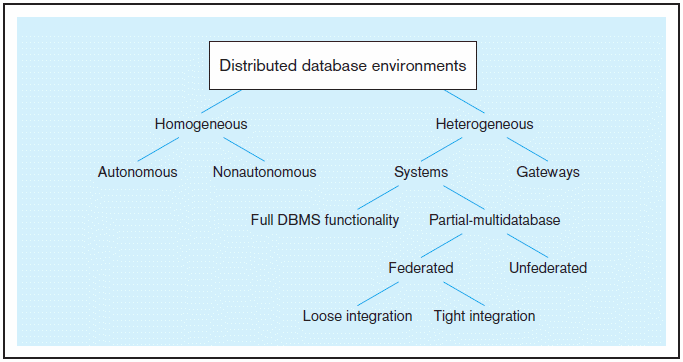 Distributed database environments
Homogeneous
Heterogeneous
Autonomous
Nonautonomous
Systems
Gateways
Full DBMS functionality
Partial-multidatabase
Federated
Unfederated
Loose integration
Tight integration